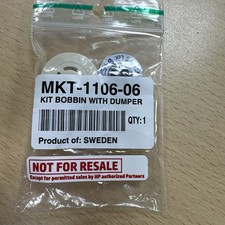 MKT-1106-06
KIT BOBBIN WITH DUMPER
QTY:1
Product of: SWEDEN
NOT FOR RESALE
Except for permitted sales by HP authorized Partners